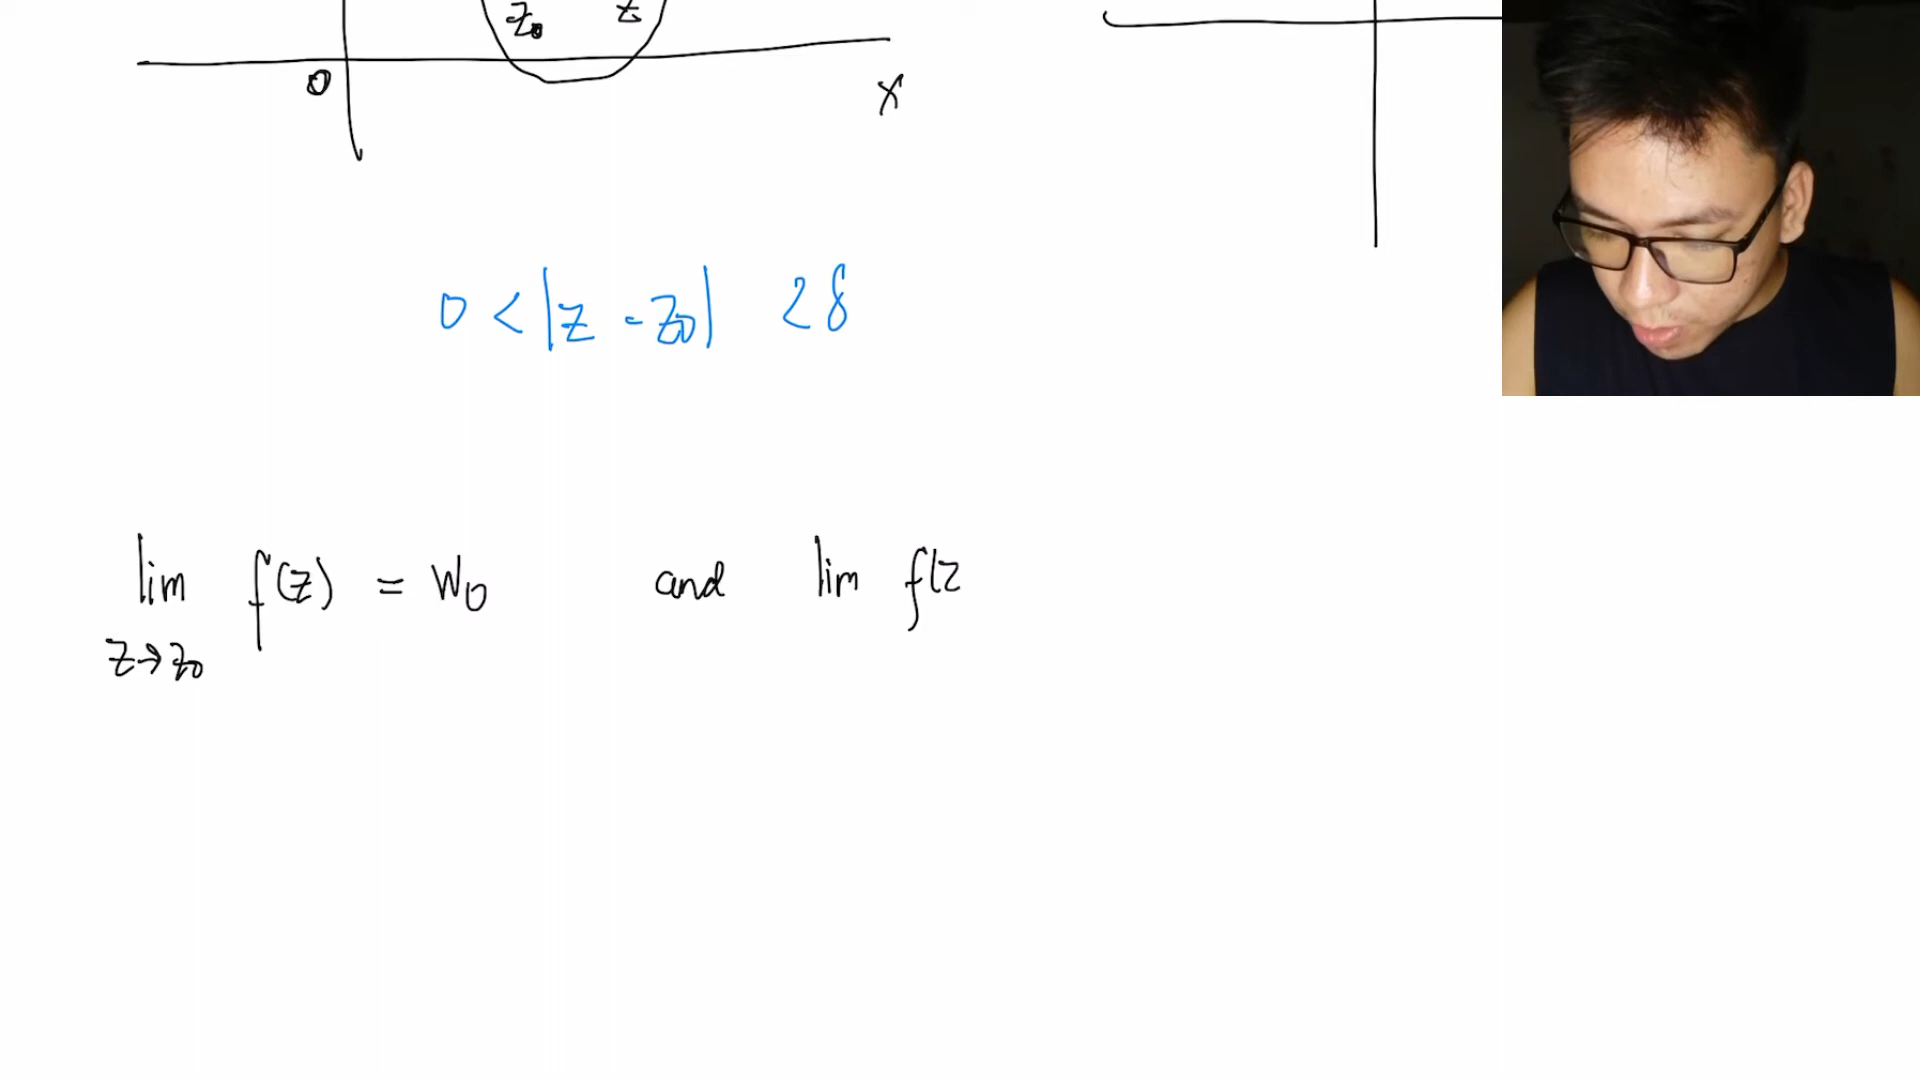 z₀ z
0
x
0 < |z - z₀| < δ
lim f(z) = w₀ and lim f(z
z→z₀